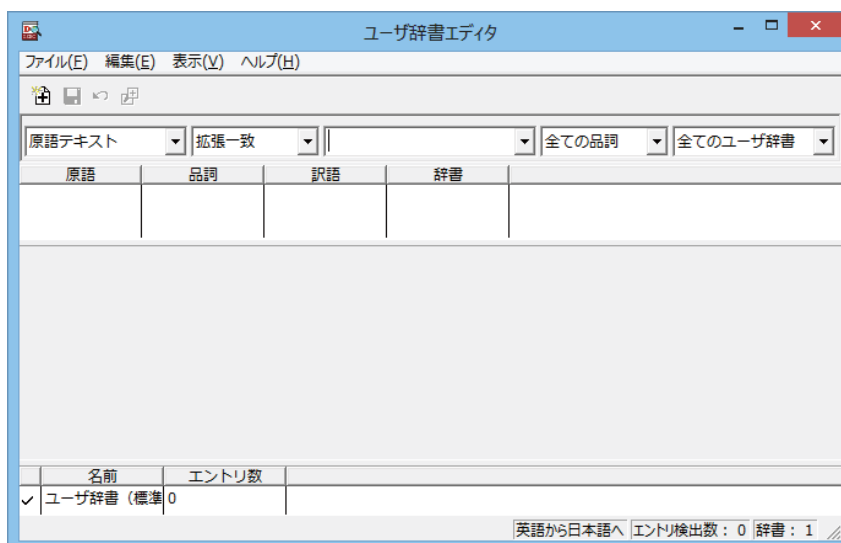 ユーザ辞書エディタ
ファイル(F) 編集(E) 表示(V) ヘルプ(H)
原語テキスト 拡張一致 全ての品詞 全てのユーザ辞書
原語 品詞 訳語 辞書
名前 エントリ数
ユーザ辞書（標準 0
英語から日本語へ エントリ検出数： 0 辞書： 1